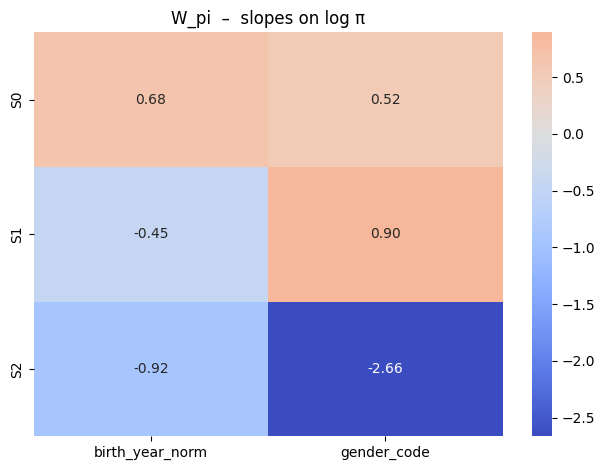 W_pi – slopes on log π
S0
0.68
0.52
S1
-0.45
0.90
S2
-0.92
-2.66
birth_year_norm
gender_code
0.5
0.0
-0.5
-1.0
-1.5
-2.0
-2.5